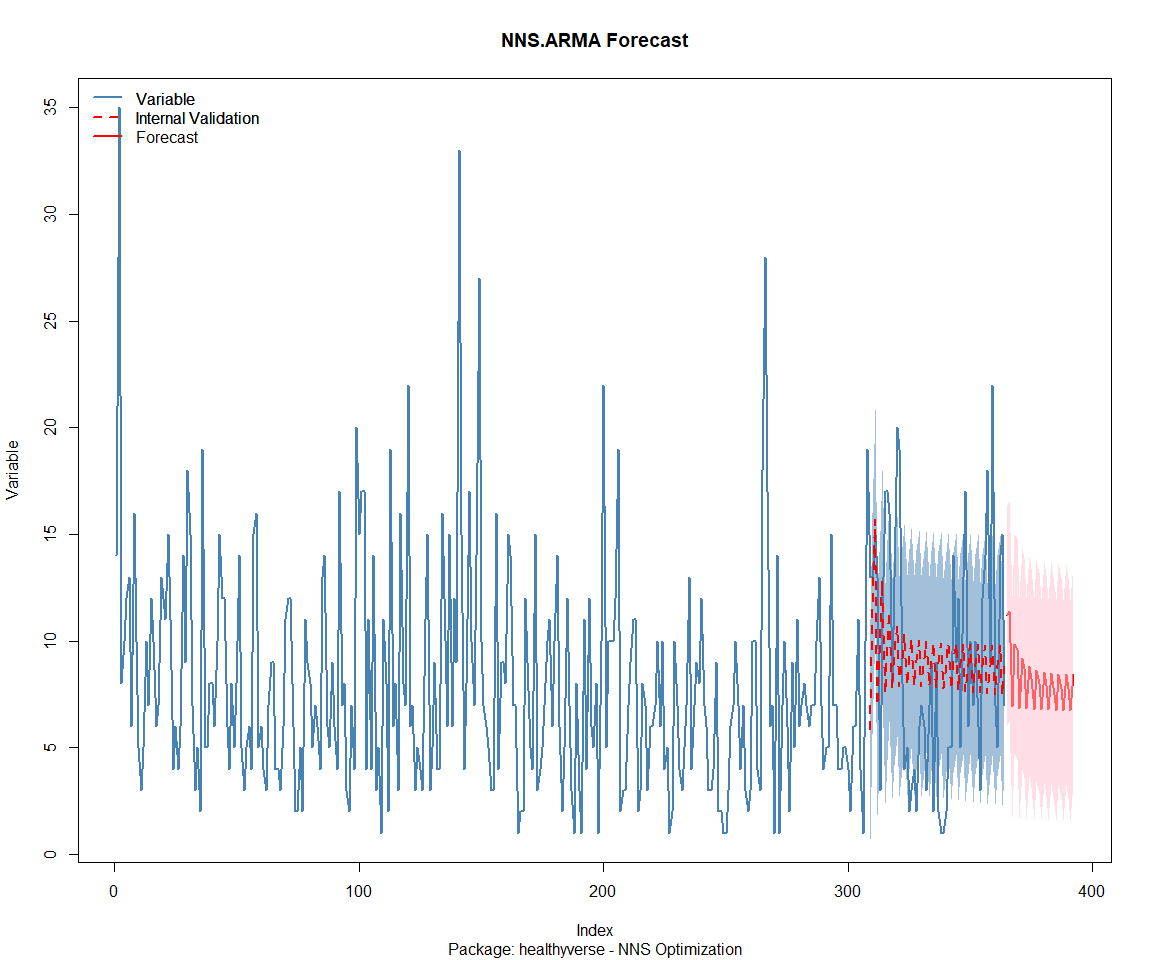 NNS.ARMA Forecast
Variable
Internal Validation
Forecast
35
30
25
20
15
10
5
0
Variable
0 100 200 300 400
Index
Package: healthyverse - NNS Optimization